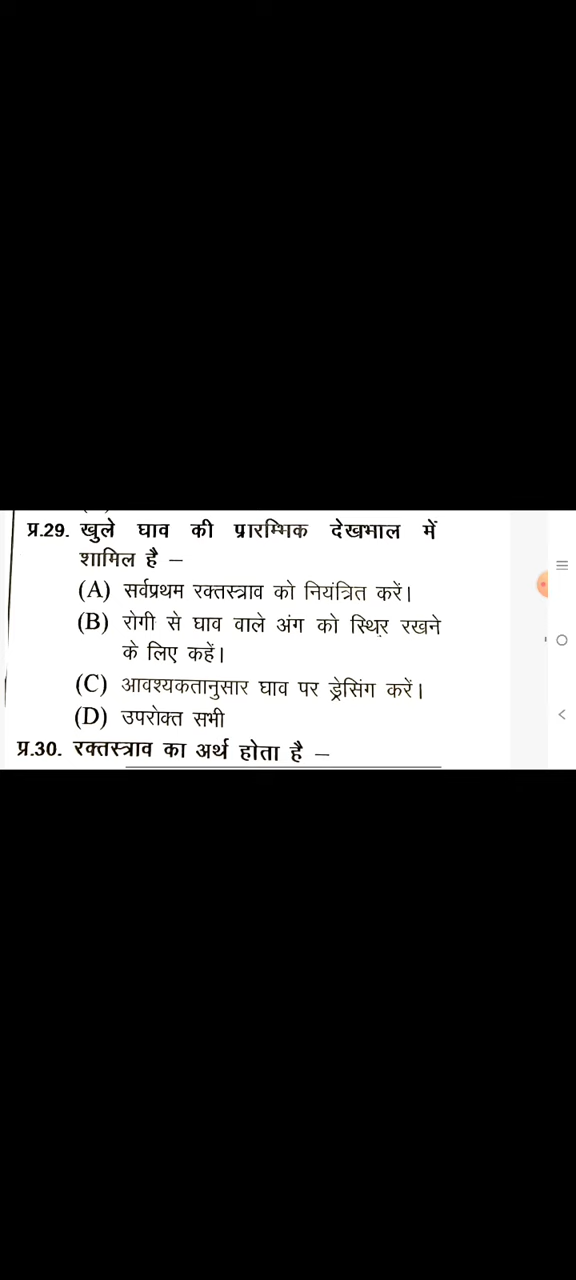 प्र.29. खुले घाव की प्रारम्भिक देखभाल में
शामिल है –
(A) सर्वप्रथम रक्तस्त्राव को नियंत्रित करें।
(B) रोगी से घाव वाले अंग को स्थिर रखने
के लिए कहें।
(C) आवश्यकतानुसार घाव पर ड्रेसिंग करें।
(D) उपरोक्त सभी
प्र.30. रक्तस्त्राव का अर्थ होता है –